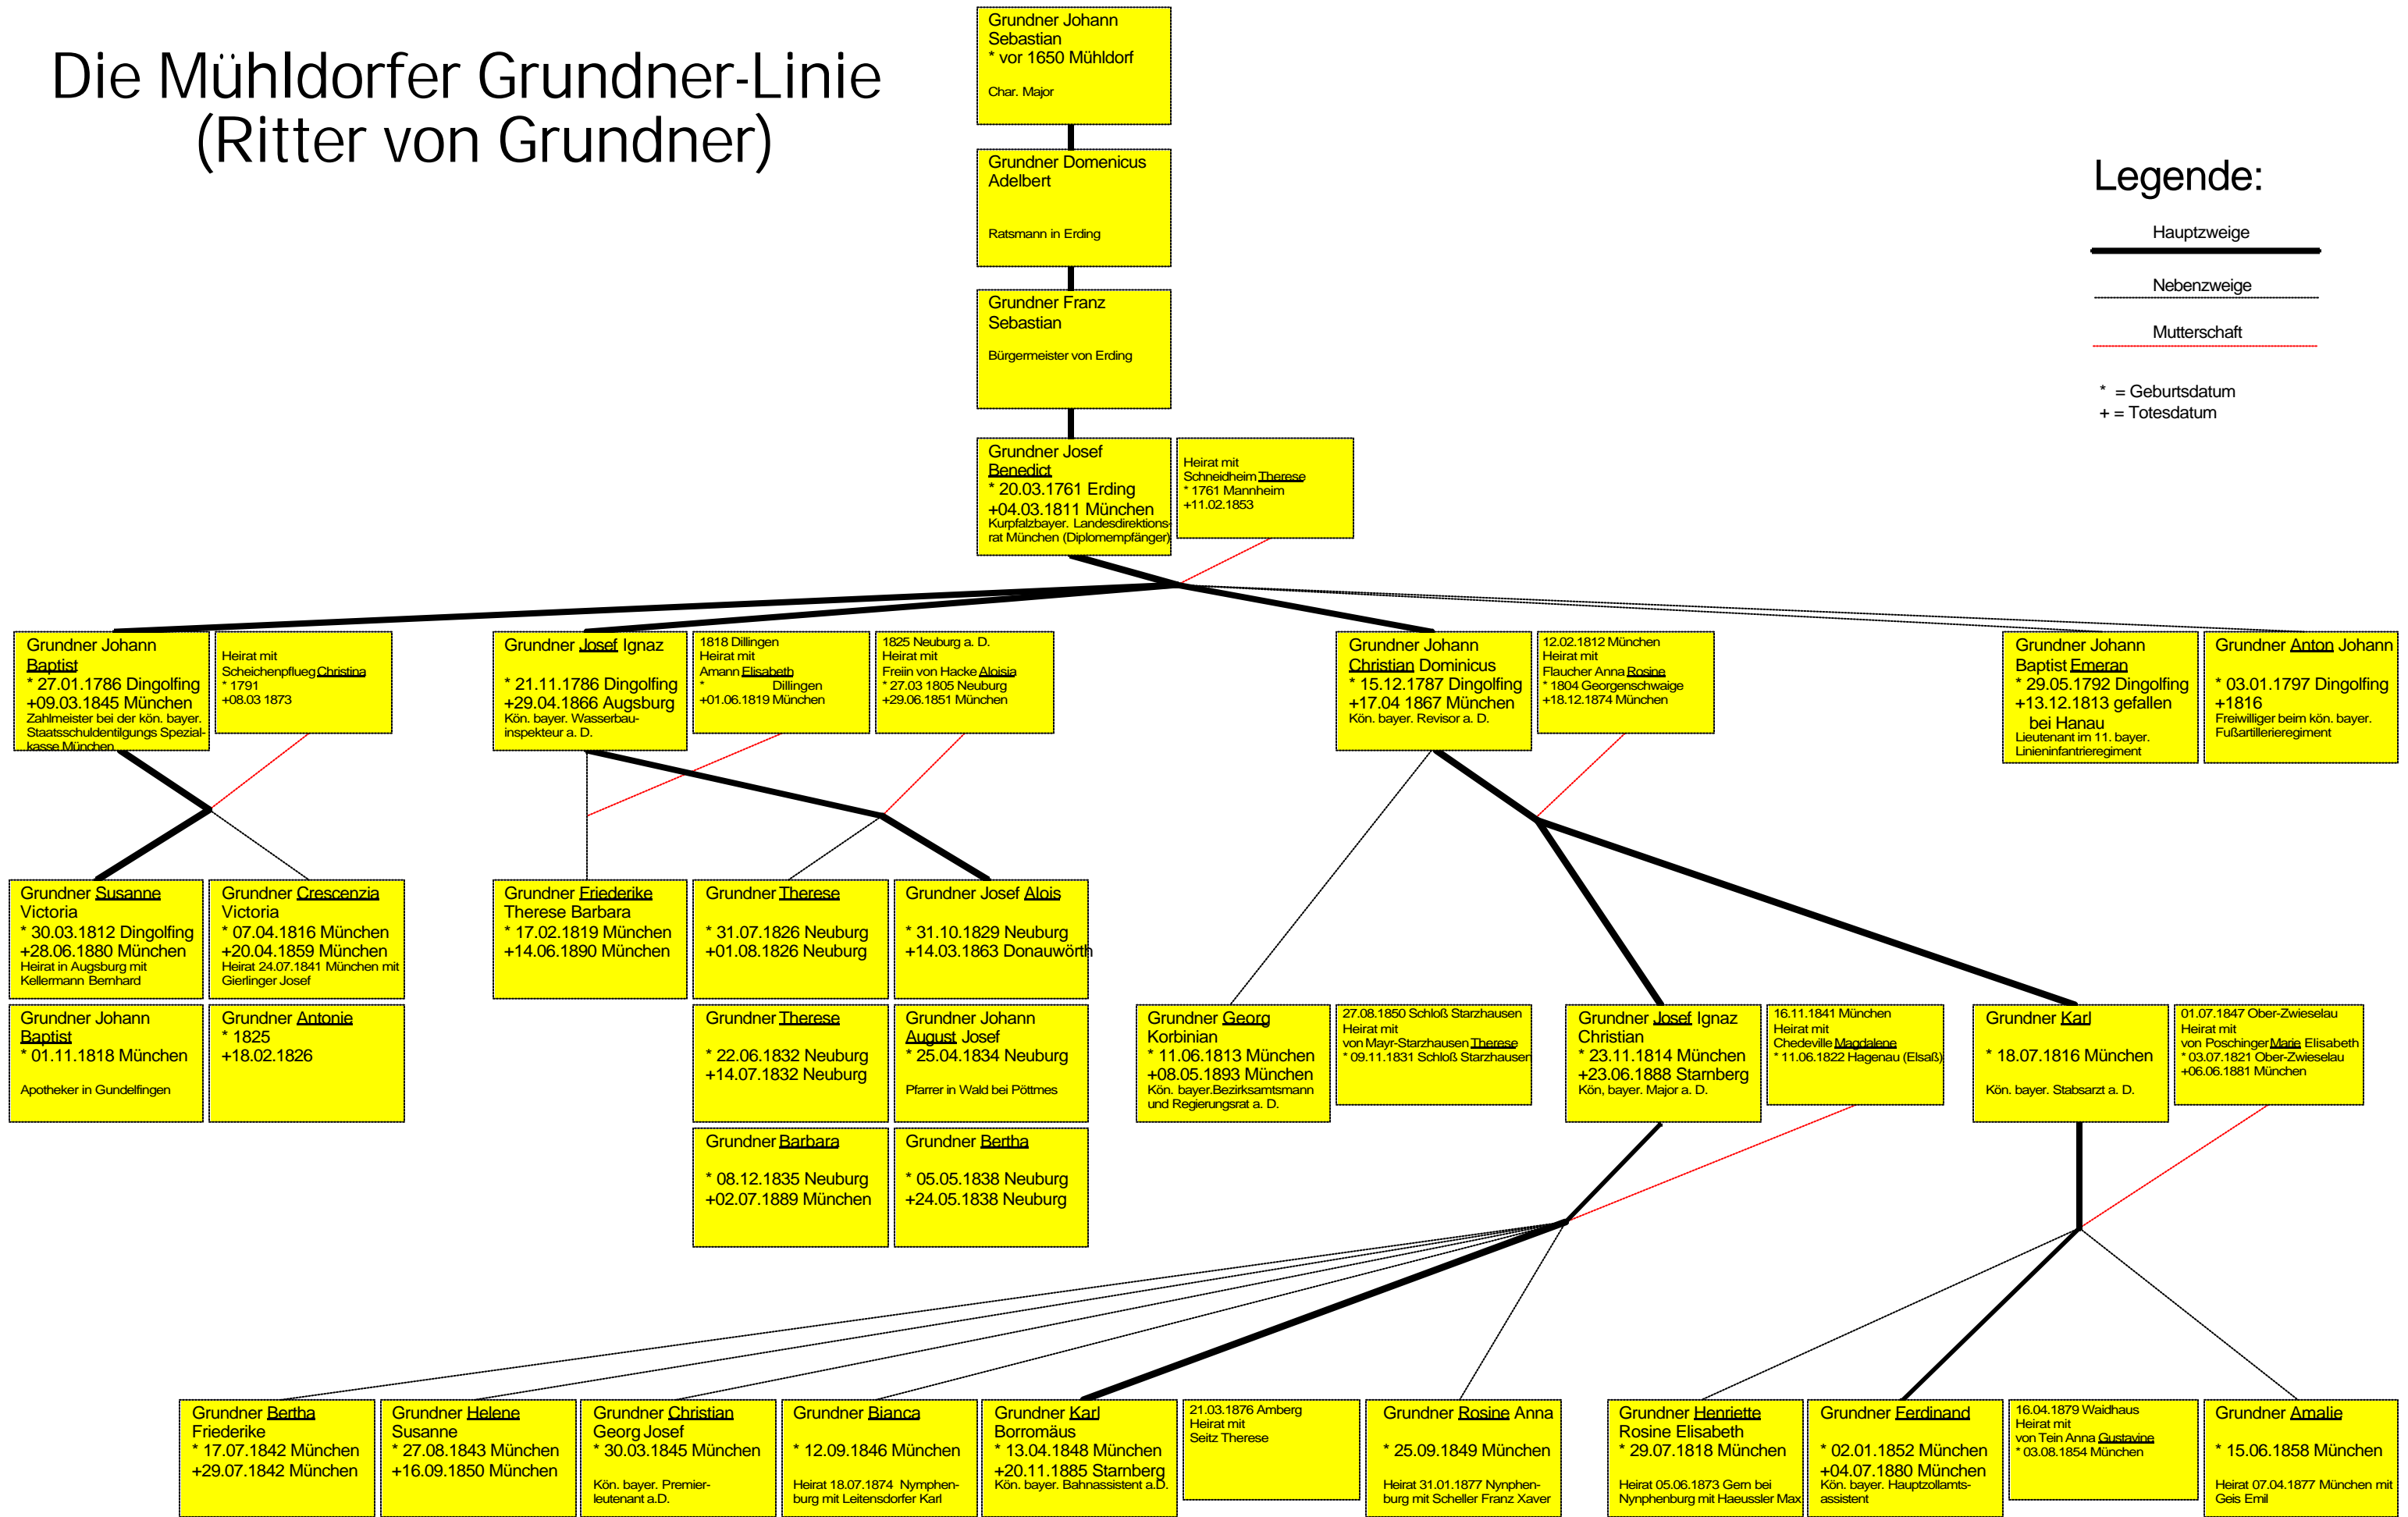 Die Mühldorfer Grundner-Linie
(Ritter von Grundner)
Grundner Johann
Sebastian
* vor 1650 Mühldorf
Char. Major
Grundner Domenicus
Adelbert
Ratsmann in Erding
Grundner Franz
Sebastian
Bürgermeister von Erding
Legende:
Hauptzweige
Nebenzweige
Mutterschaft
* = Geburtsdatum
+ = Totesdatum
Grundner Josef
Benedict
* 20.03.1761 Erding
+04.03.1811 München
Kurpfalzbayer. Landesdirektions-
rat München (Diplomempfänger)
Heirat mit
Schneidheim Therese
* 1761 Mannheim
+11.02.1853
Grundner Johann
Baptist
* 27.01.1786 Dingolfing
+09.03.1845 München
Zahlmeister bei der kön. bayer.
Staatsschuldentilgungs Spezial-
kasse München
Heirat mit
Scheichenpflueg Christina
* 1791
+08.03 1873
Grundner Josef Ignaz
* 21.11.1786 Dingolfing
+29.04.1866 Augsburg
Kön. bayer. Wasserbau-
inspekteur a. D.
1818 Dillingen
Heirat mit
Amann Elisabeth
* Dillingen
+01.06.1819 München
1825 Neuburg a. D.
Heirat mit
Freiin von Hacke Aloisia
* 27.03 1805 Neuburg
+29.06.1851 München
Grundner Johann
Christian Dominicus
* 15.12.1787 Dingolfing
+17.04 1867 München
Kön. bayer. Revisor a. D.
12.02.1812 München
Heirat mit
Flaucher Anna Rosine
* 1804 Georgenschwaige
+18.12.1874 München
Grundner Johann
Baptist Emeran
* 29.05.1792 Dingolfing
+13.12.1813 gefallen
bei Hanau
Lieutenant im 11. bayer.
Linieninfantrieregiment
Grundner Anton Johann
* 03.01.1797 Dingolfing
+1816
Freiwilliger beim kön. bayer.
Fußartillerieregiment
Grundner Susanne
Victoria
* 30.03.1812 Dingolfing
+28.06.1880 München
Heirat in Augsburg mit
Kellermann Bernhard
Grundner Crescenzia
Victoria
* 07.04.1816 München
+20.04.1859 München
Heirat 24.07.1841 München mit
Gierlinger Josef
Grundner Friederike
Therese Barbara
* 17.02.1819 München
+14.06.1890 München
Grundner Therese
* 31.07.1826 Neuburg
+01.08.1826 Neuburg
Grundner Josef Alois
* 31.10.1829 Neuburg
+14.03.1863 Donauwörth
Grundner Johann
Baptist
* 01.11.1818 München
Apotheker in Gundelfingen
Grundner Antonie
* 1825
+18.02.1826
Grundner Therese
* 22.06.1832 Neuburg
+14.07.1832 Neuburg
Grundner Johann
August Josef
* 25.04.1834 Neuburg
Pfarrer in Wald bei Pöttmes
Grundner Georg
Korbinian
* 11.06.1813 München
+08.05.1893 München
Kön. bayer.Bezirksamtsmann
und Regierungsrat a. D.
27.08.1850 Schloß Starzhausen
Heirat mit
von Mayr-Starzhausen Therese
* 09.11.1831 Schloß Starzhausen
Grundner Josef Ignaz
Christian
* 23.11.1814 München
+23.06.1888 Starnberg
Kön, bayer. Major a. D.
16.11.1841 München
Heirat mit
Chedeville Magdalene
* 11.06.1822 Hagenau (Elsaß)
Grundner Karl
* 18.07.1816 München
Kön. bayer. Stabsarzt a. D.
01.07.1847 Ober-Zwieselau
Heirat mit
von Poschinger Marie Elisabeth
* 03.07.1821 Ober-Zwieselau
+06.06.1881 München
Grundner Barbara
* 08.12.1835 Neuburg
+02.07.1889 München
Grundner Bertha
* 05.05.1838 Neuburg
+24.05.1838 Neuburg
Grundner Bertha
Friederike
* 17.07.1842 München
+29.07.1842 München
Grundner Helene
Susanne
* 27.08.1843 München
+16.09.1850 München
Grundner Christian
Georg Josef
* 30.03.1845 München
Kön. bayer. Premier-
leutenant a.D.
Grundner Bianca
* 12.09.1846 München
Heirat 18.07.1874 Nymphen-
burg mit Leitensdorfer Karl
Grundner Karl
Borromäus
* 13.04.1848 München
+20.11.1885 Starnberg
Kön. bayer. Bahnassistent a.D.
21.03.1876 Amberg
Heirat mit
Seitz Therese
Grundner Rosine Anna
* 25.09.1849 München
Heirat 31.01.1877 Nynphen-
burg mit Scheller Franz Xaver
Grundner Henriette
Rosine Elisabeth
* 29.07.1818 München
Heirat 05.06.1873 Gern bei
Nynphenburg mit Haeussler Max
Grundner Ferdinand
* 02.01.1852 München
+04.07.1880 München
Kön. bayer. Hauptzollamts-
assistent
16.04.1879 Waidhaus
Heirat mit
von Tein Anna Gustavine
* 03.08.1854 München
Grundner Amalie
* 15.06.1858 München
Heirat 07.04.1877 München mit
Geis Emil